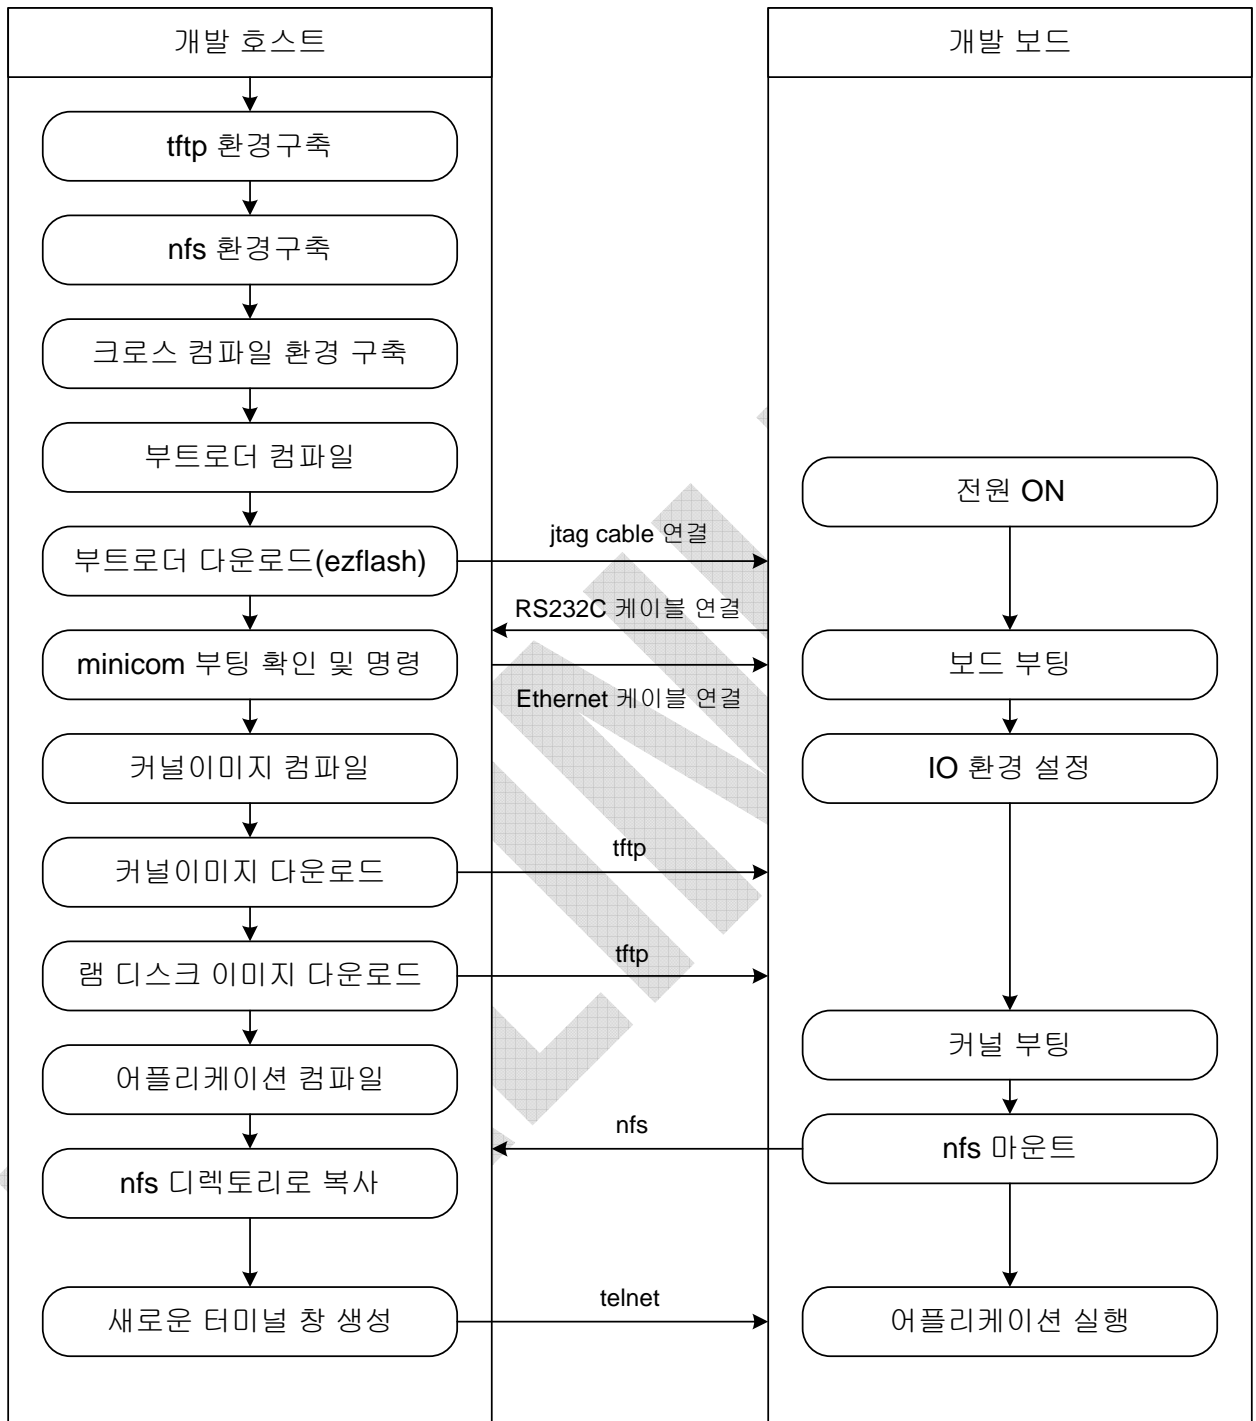 개발 호스트
개발 보드
tftp 환경구축
nfs 환경구축
크로스 컴파일 환경 구축
부트로더 컴파일
전원 ON
부트로더 다운로드(ezflash)
jtag cable 연결
RS232C 케이블 연결
minicom 부팅 확인 및 명령
보드 부팅
Ethernet 케이블 연결
커널이미지 컴파일
IO 환경 설정
커널이미지 다운로드
tftp
램 디스크 이미지 다운로드
tftp
커널 부팅
어플리케이션 컴파일
nfs
nfs 마운트
nfs 디렉토리로 복사
새로운 터미널 창 생성
telnet
어플리케이션 실행